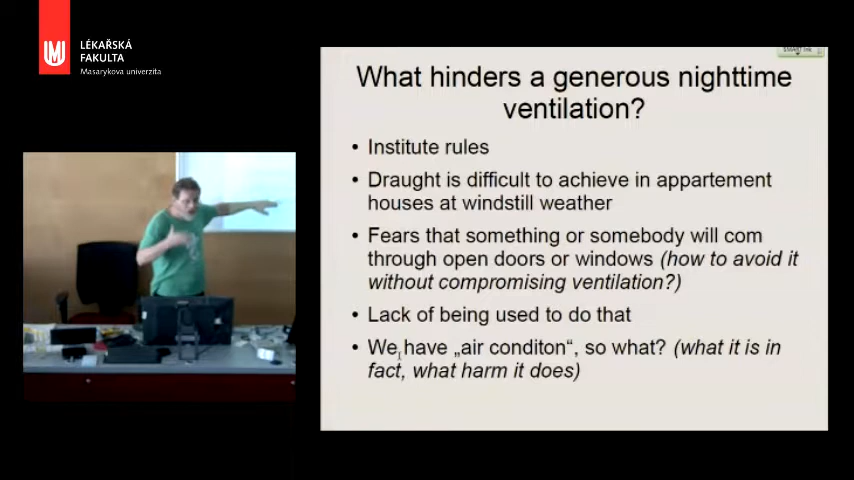 LÉKAŘSKÁ
FAKULTA
Masarykova univerzita
SMART Ink
What hinders a generous nighttime
ventilation?
• Institute rules
• Draught is difficult to achieve in appartement
houses at windstill weather
• Fears that something or somebody will com
through open doors or windows (how to avoid it
without compromising ventilation?)
• Lack of being used to do that
• We have „air conditon“, so what? (what it is in
fact, what harm it does)